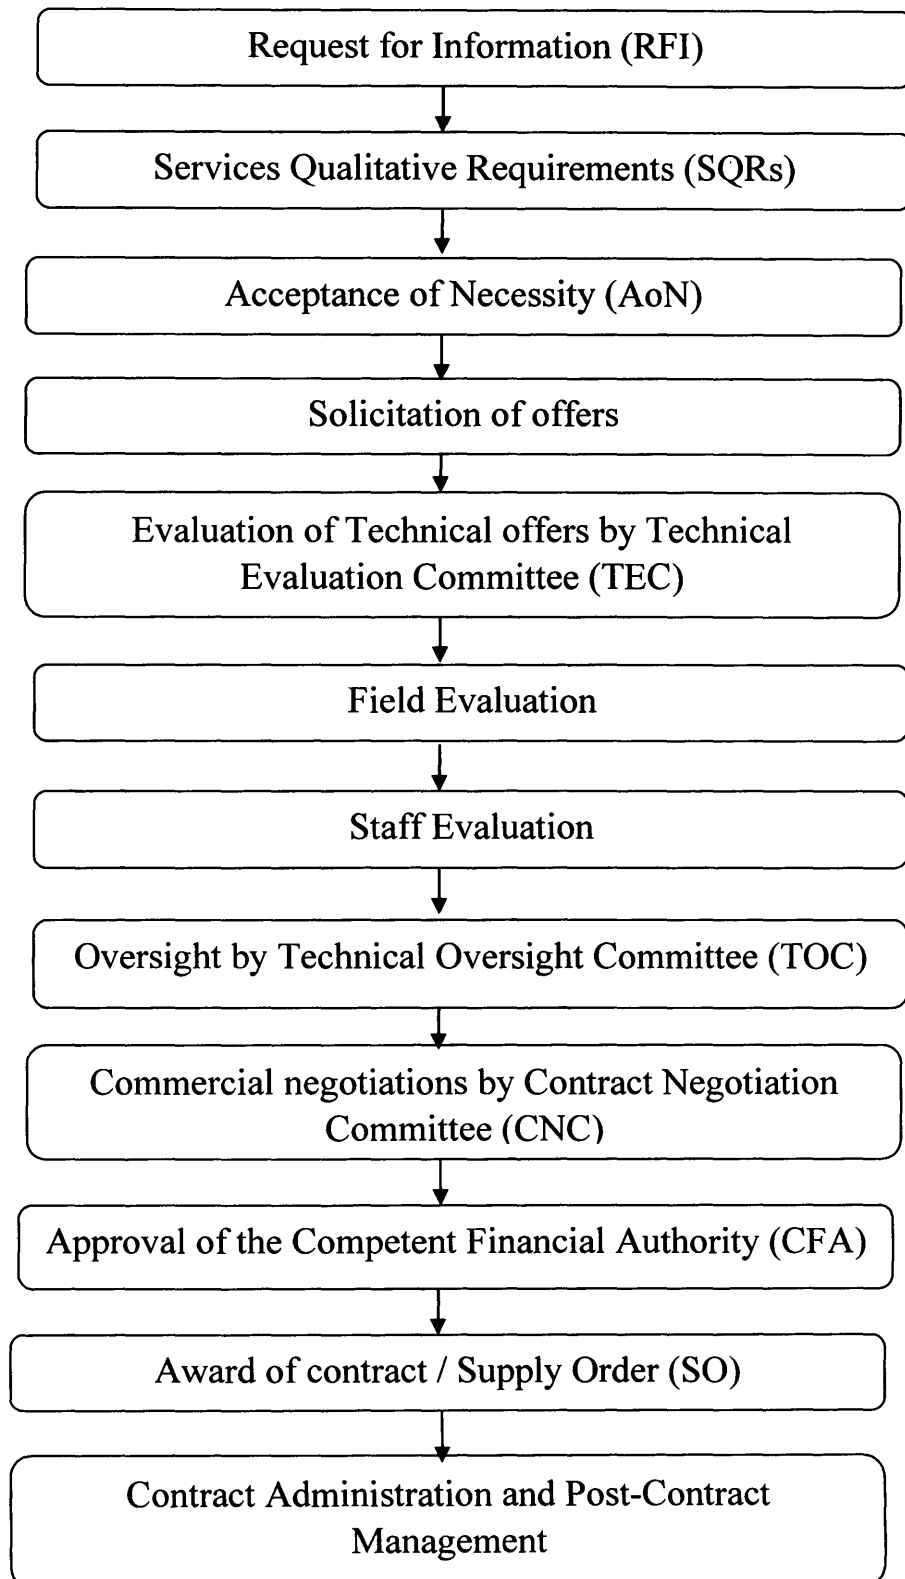 Request for Information (RFI)
Services Qualitative Requirements (SQRs)
Acceptance of Necessity (AoN)
Solicitation of offers
Evaluation of Technical offers by Technical
Evaluation Committee (TEC)
Field Evaluation
Staff Evaluation
Oversight by Technical Oversight Committee (TOC)
Commercial negotiations by Contract Negotiation
Committee (CNC)
Approval of the Competent Financial Authority (CFA)
Award of contract / Supply Order (SO)
Contract Administration and Post-Contract
Management